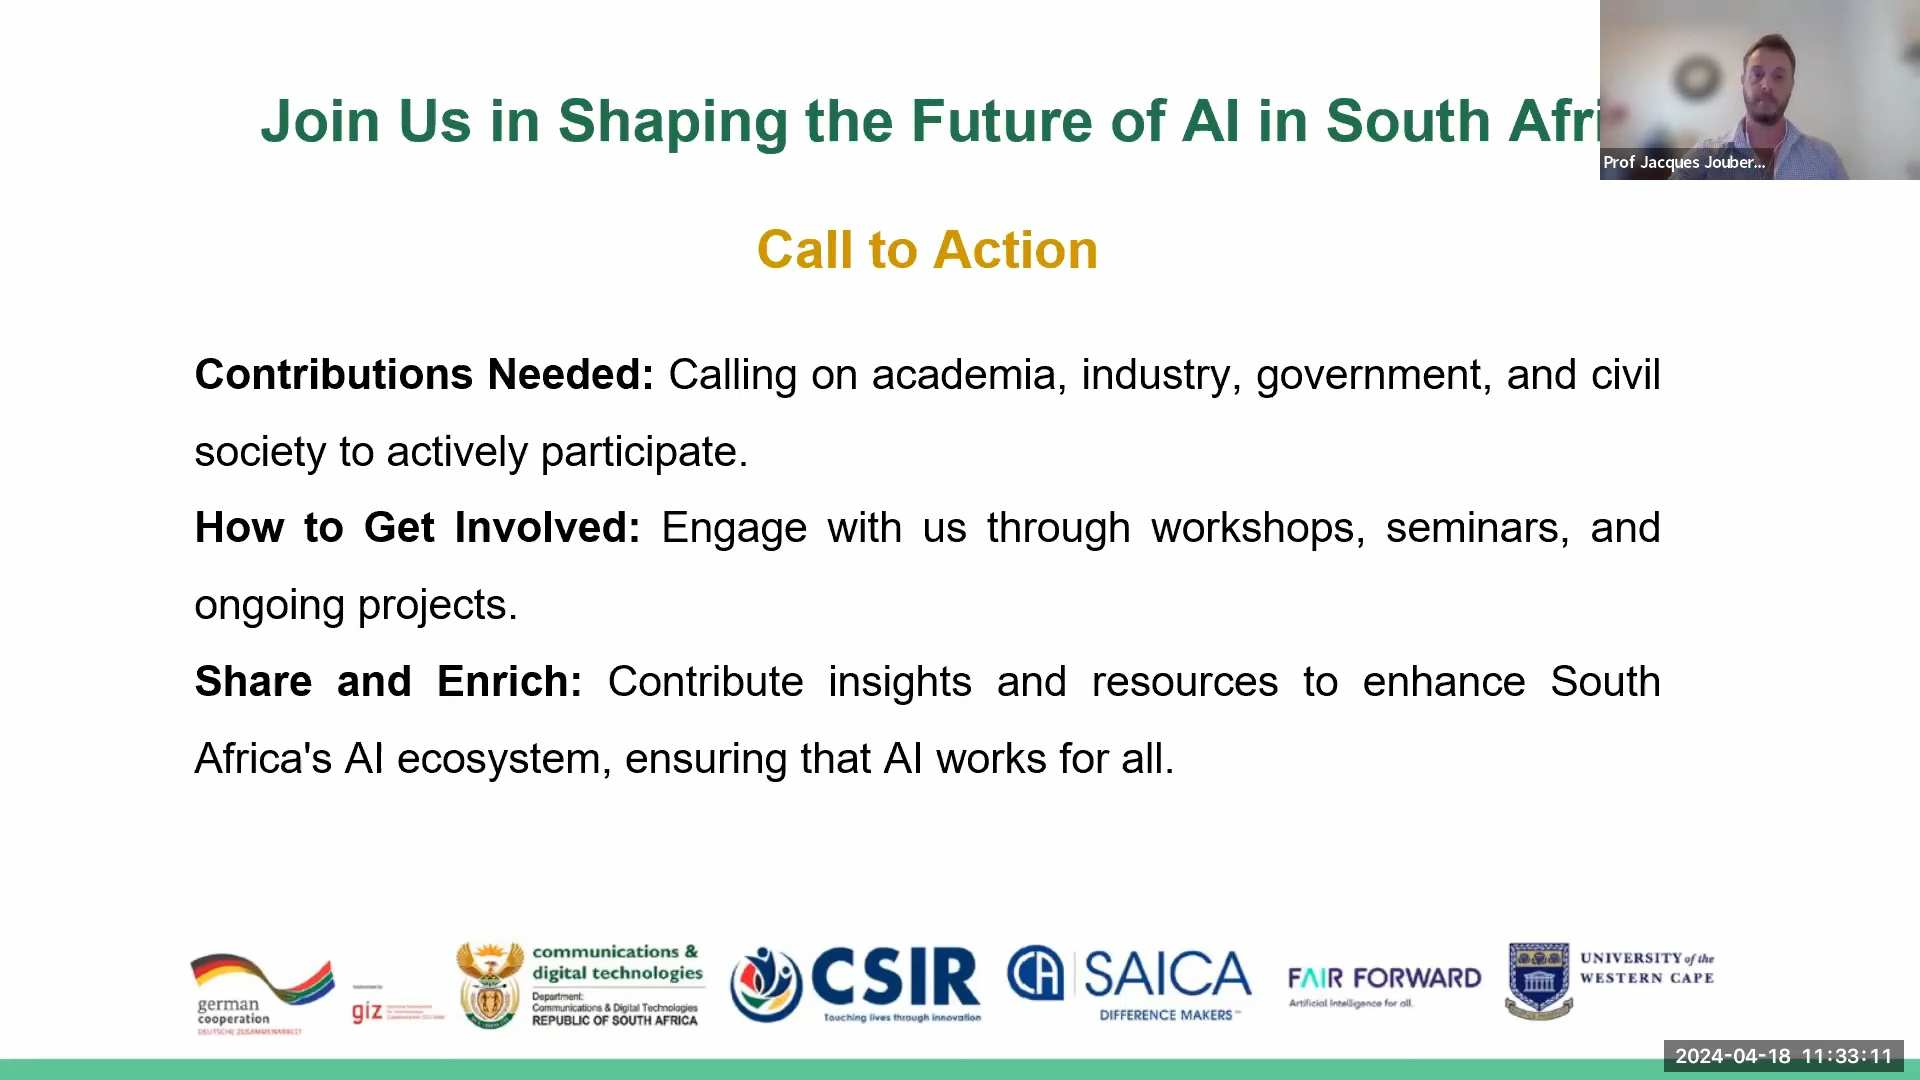 Join Us in Shaping the Future of AI in South Afri
Prof Jacques Jouber...
Call to Action
Contributions Needed: Calling on academia, industry, government, and civil
society to actively participate.
How to Get Involved: Engage with us through workshops, seminars, and
ongoing projects.
Share and Enrich: Contribute insights and resources to enhance South
Africa's AI ecosystem, ensuring that AI works for all.
german
cooperation
DEUTSCHE ZUSAMMENARBEIT
giz
communications &
digital technologies
Department:
Communications & Digital Technologies
REPUBLIC OF SOUTH AFRICA
CSIR
Touching lives through innovation
CA SAICA
DIFFERENCE MAKERS
FAIR FORWARD
Artificial Intelligence for all.
UNIVERSITY of the
WESTERN CAPE
2024-04-18 11:33:11